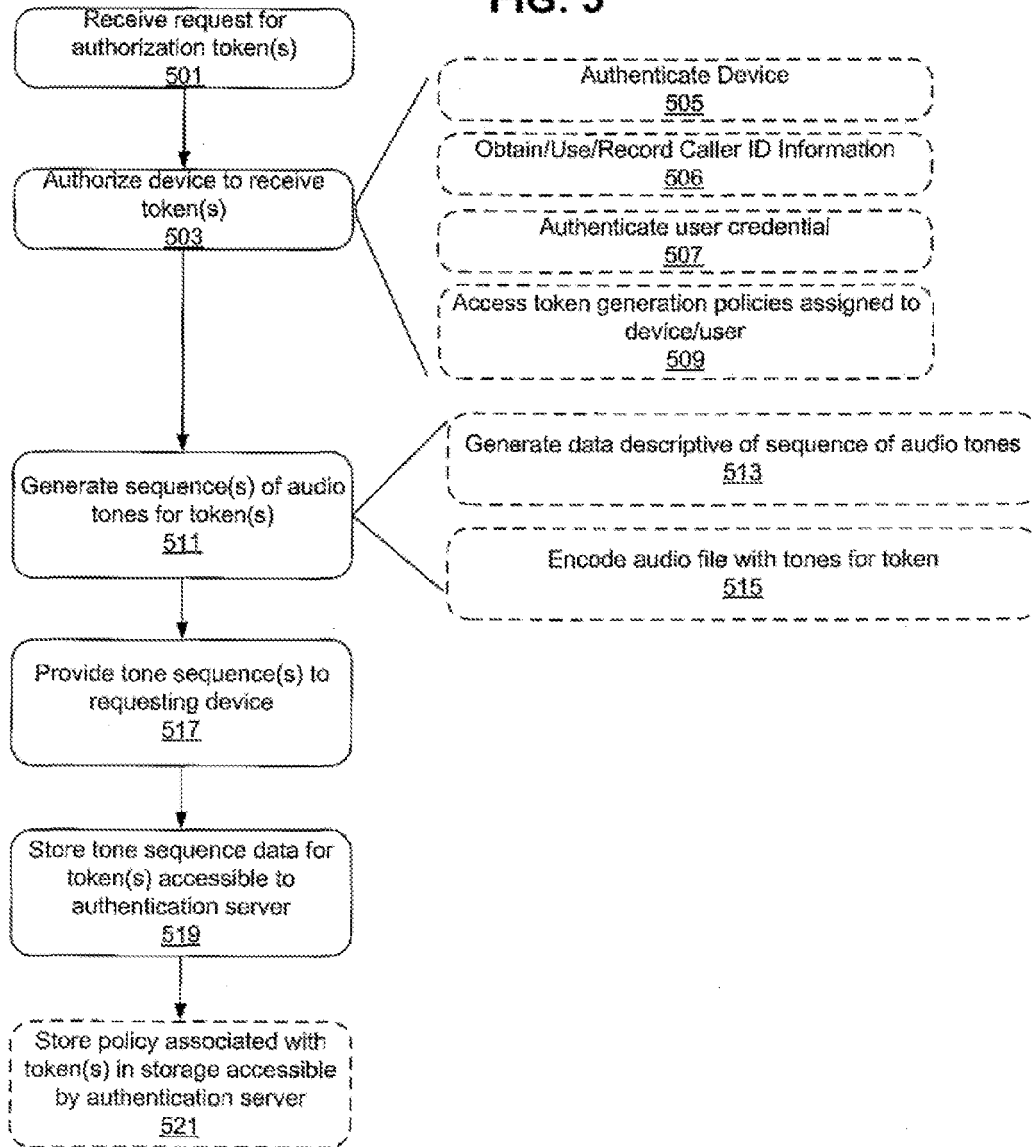 FIG. 5
Receive request for
authorization token(s)
501
Authorize device to receive
token(s)
503
Authenticate Device
505
Obtain/Use/Record Caller ID Information
506
Authenticate user credential
507
Access token generation policies assigned to
device/user
509
Generate sequence(s) of audio
tones for token(s)
511
Generate data descriptive of sequence of audio tones
513
Encode audio file with tones for token
515
Provide tone sequence(s) to
requesting device
517
Store tone sequence data for
token(s) accessible to
authentication server
519
Store policy associated with
token(s) in storage accessible
by authentication server
521